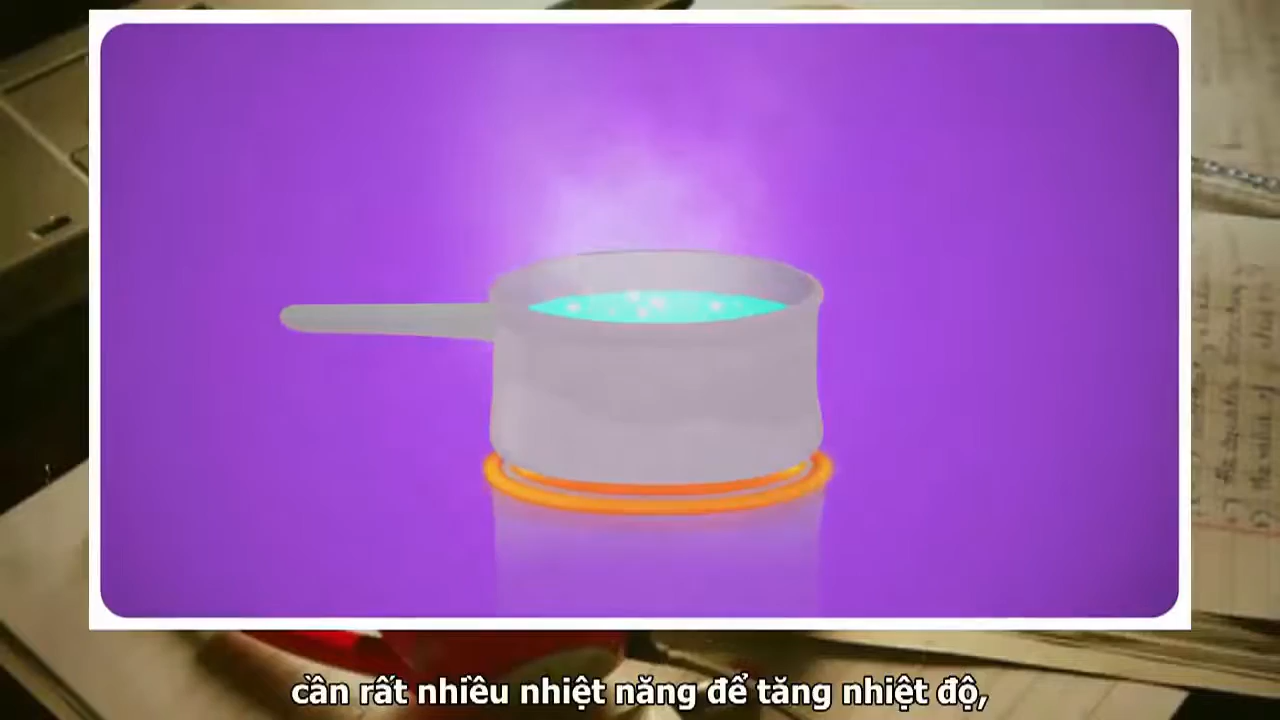 cần rất nhiều nhiệt năng để tăng nhiệt độ,